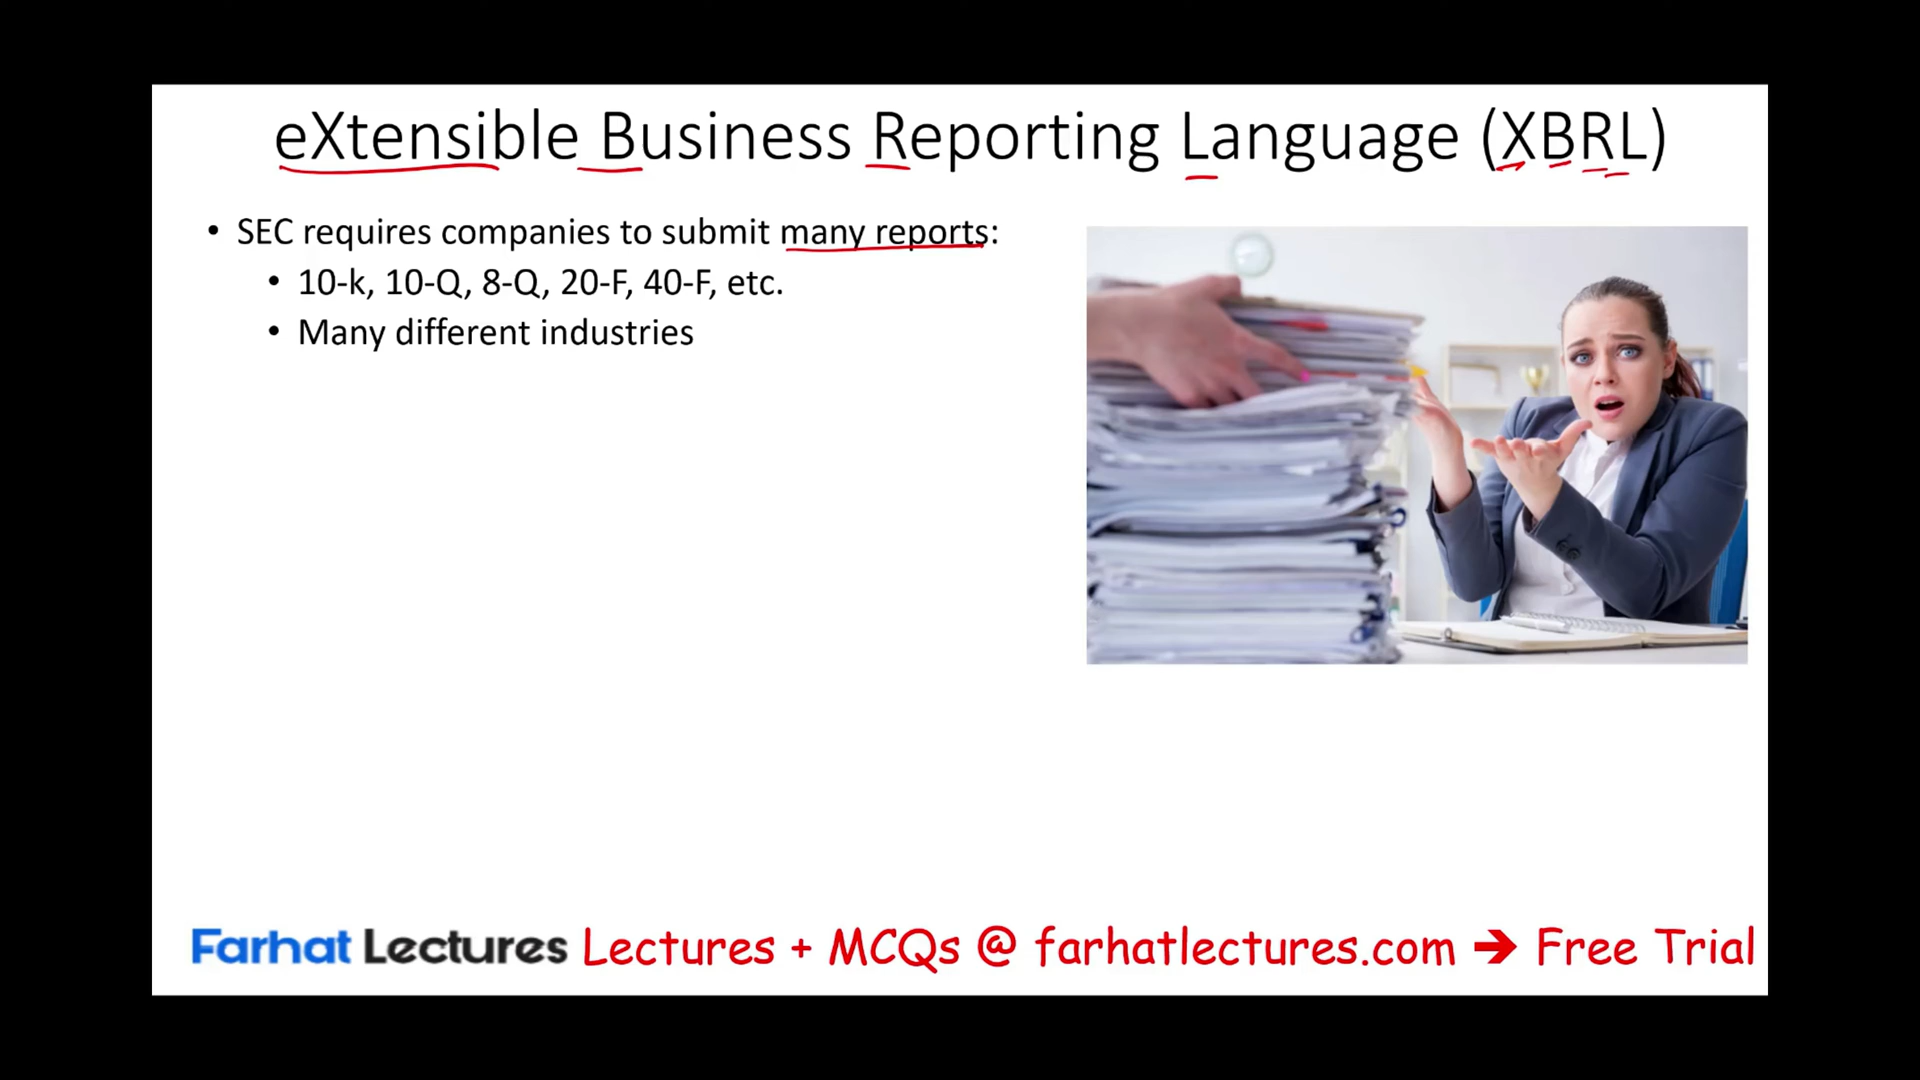 eXtensible Business Reporting Language (XBRL)
• SEC requires companies to submit many reports:
• 10-k, 10-Q, 8-Q, 20-F, 40-F, etc.
• Many different industries
Farhat Lectures Lectures + MCQs @ farhatlectures.com ➔ Free Trial